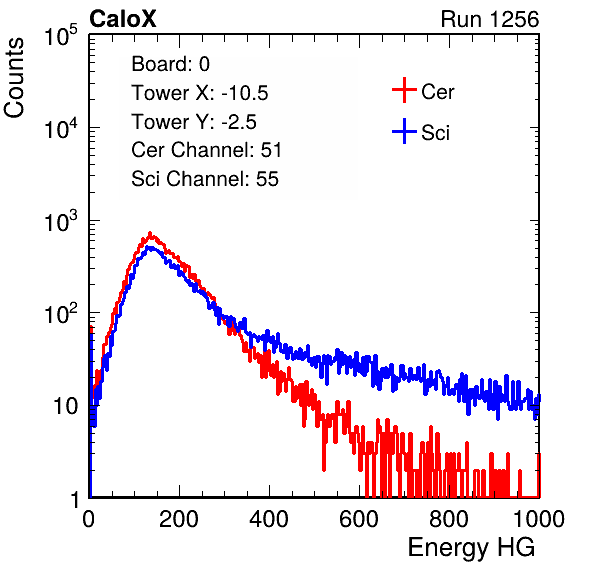 CaloX Run 1256
Counts
10^5
10^4
10^3
10^2
10
1
Board: 0
Tower X: -10.5
Tower Y: -2.5
Cer Channel: 51
Sci Channel: 55
Cer
Sci
0 200 400 600 800 1000
Energy HG